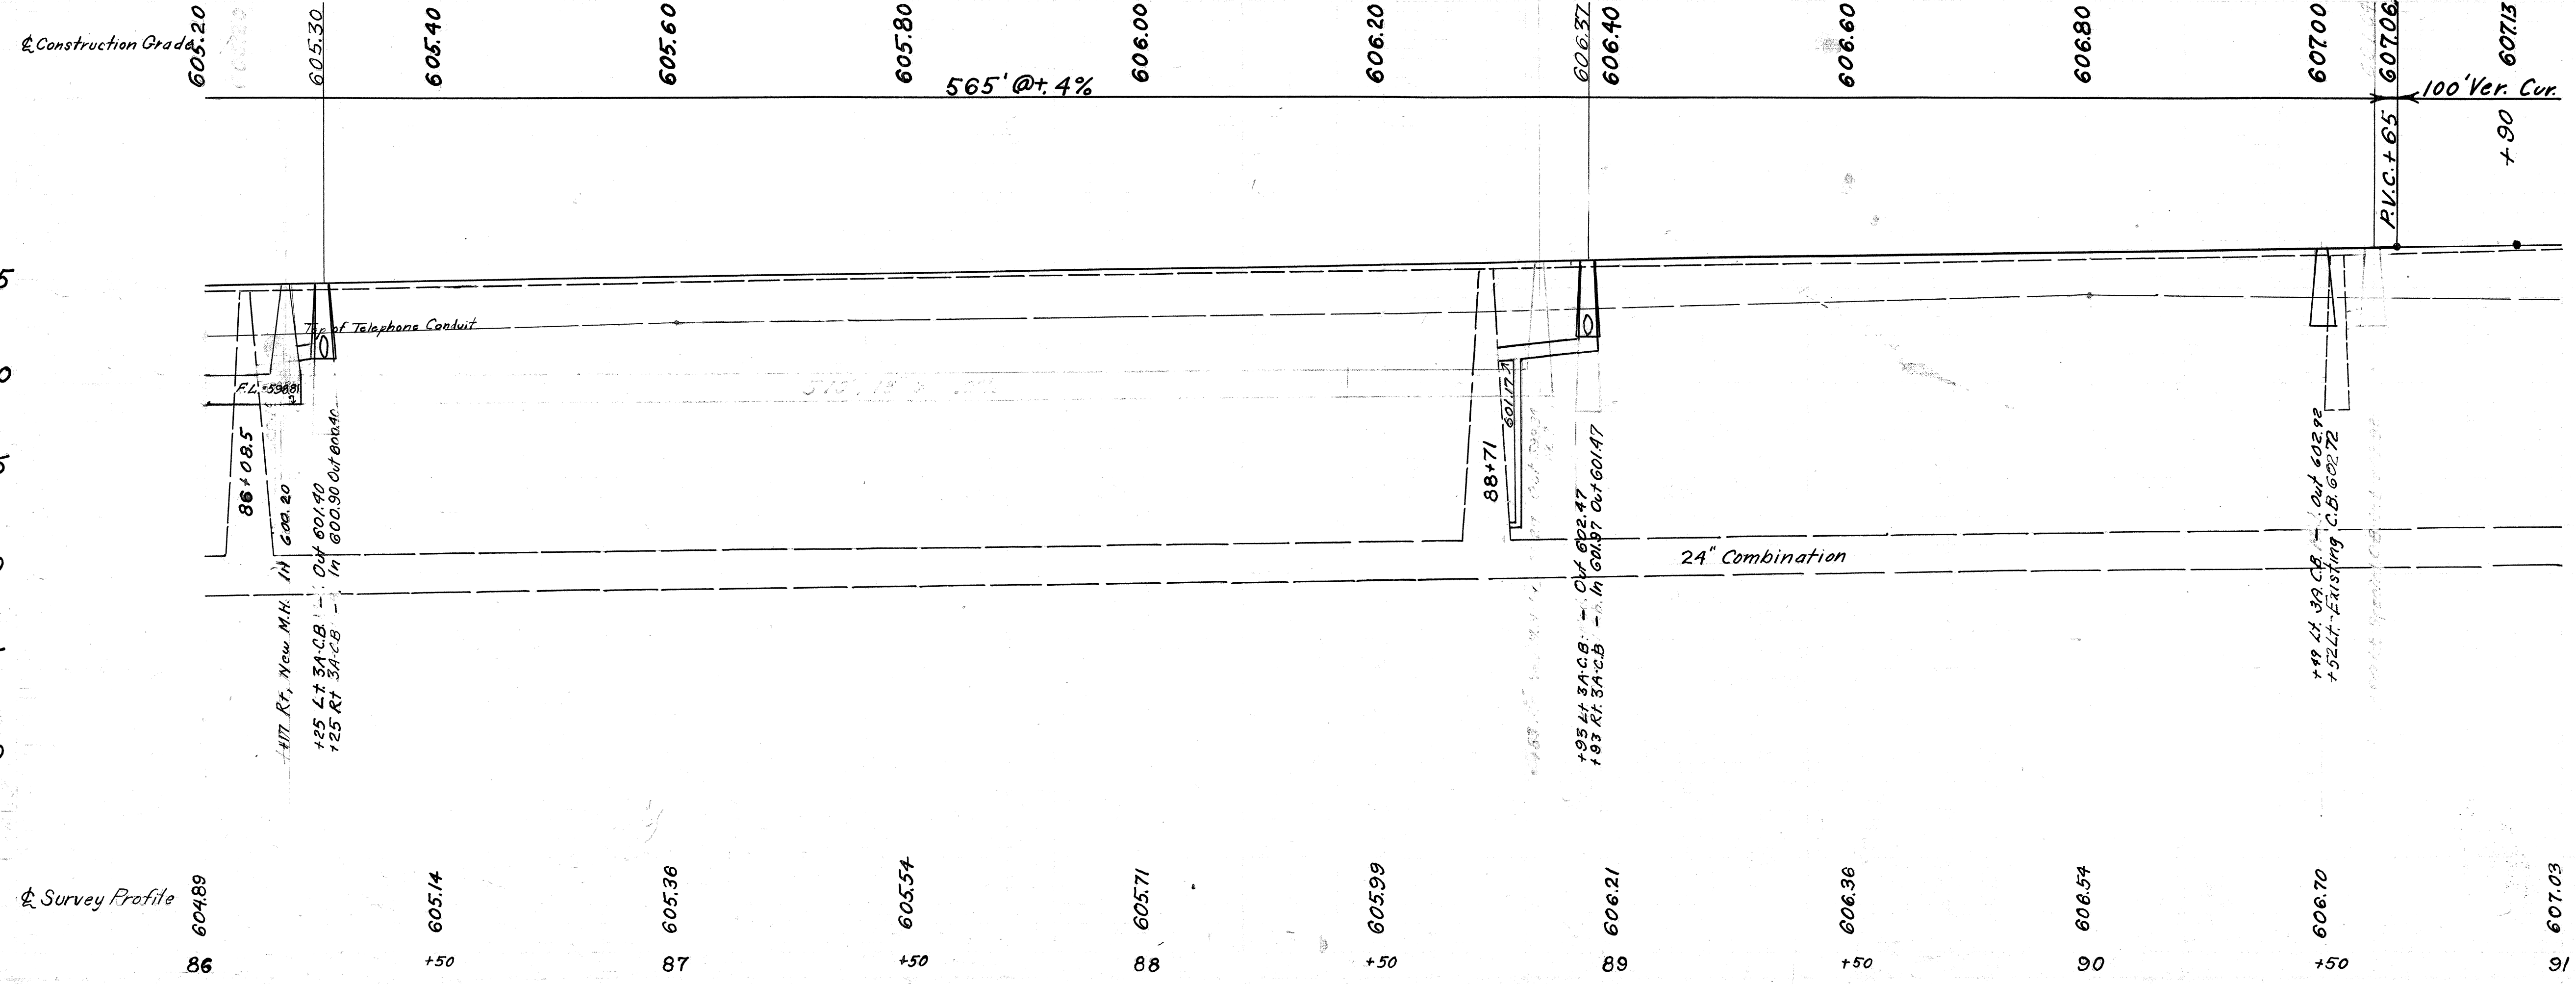 ℄ Construction Grade
605.20
605.30
605.40
605.60
605.80
606.00
606.20
606.37
606.40
606.60
606.80
607.00
607.06
607.13
565' @ +.4%
100' Ver. Cur.
P.V.C. + 65
+90
Top of Telephone Conduit
F.L. = 598.81
86+08.5
+17 Rt, New M.H. In 600.20
+25 Lt. 3A-C.B. - Out 601.40
+25 Rt 3A-C.B - In 600.90 Out 600.40
601.17
88+71
+93 Lt 3A-C.B. - Out 602.47
+93 Rt. 3A-C.B - In 601.97 Out 601.47
24" Combination
+49 Lt. 3A.C.B. - Out 602.92
+52 Lt. - Existing C.B. 602.72
℄ Survey Profile
604.89
605.14
605.36
605.54
605.71
605.99
606.21
606.36
606.54
606.70
607.03
86
+50
87
+50
88
+50
89
+50
90
+50
91